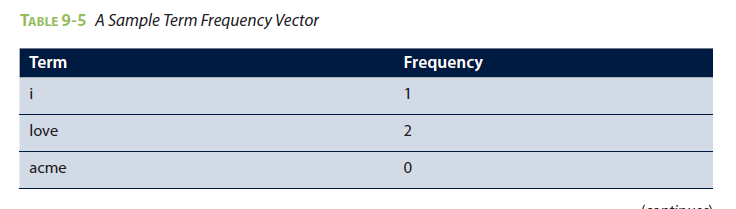 TABLE 9-5 A Sample Term Frequency Vector
Term Frequency
i 1
love 2
acme 0